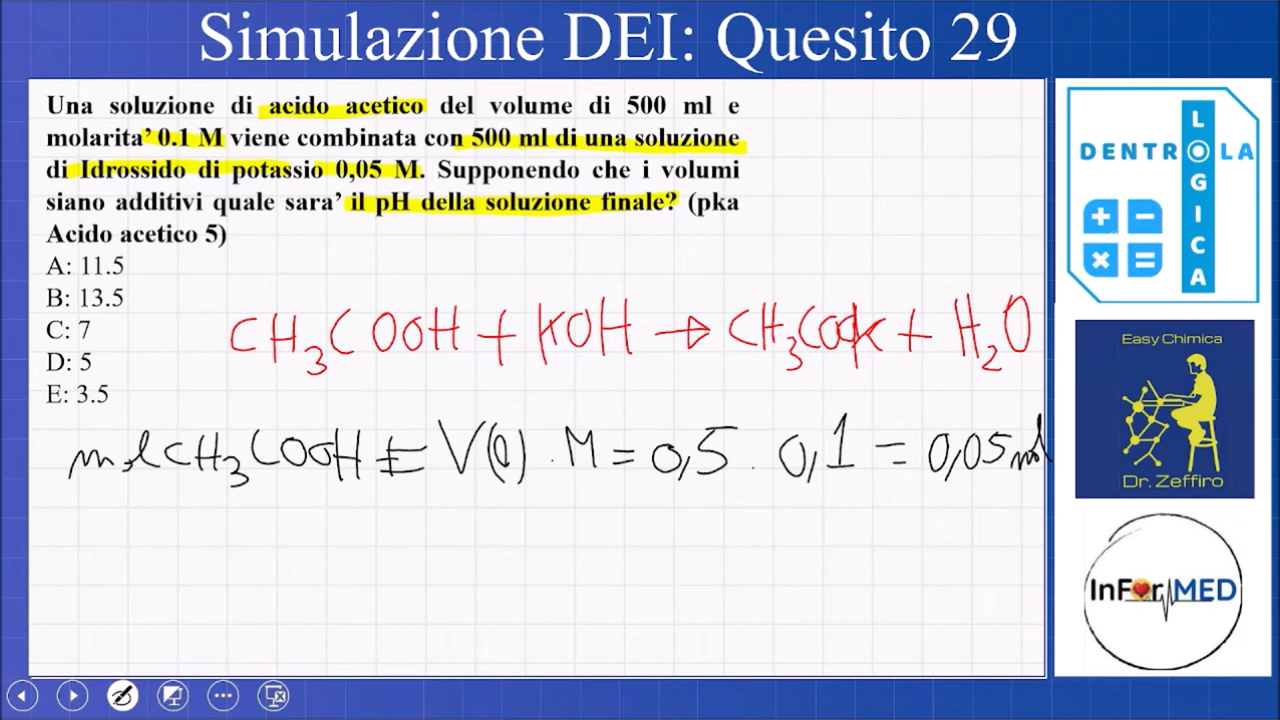 Simulazione DEI: Quesito 29
Una soluzione di acido acetico del volume di 500 ml e
molarita’ 0.1 M viene combinata con 500 ml di una soluzione
di Idrossido di potassio 0,05 M. Supponendo che i volumi
siano additivi quale sara’ il pH della soluzione finale? (pka
Acido acetico 5)
A: 11.5
B: 13.5
C: 7
D: 5
E: 3.5
CH3COOH + KOH → CH3COOK + H2O
mol CH3COOH = V(l) · M = 0,5 · 0,1 = 0,05 mol
DENTROLA
LOGICA
Easy Chimica
Dr. Zeffiro
InForMED